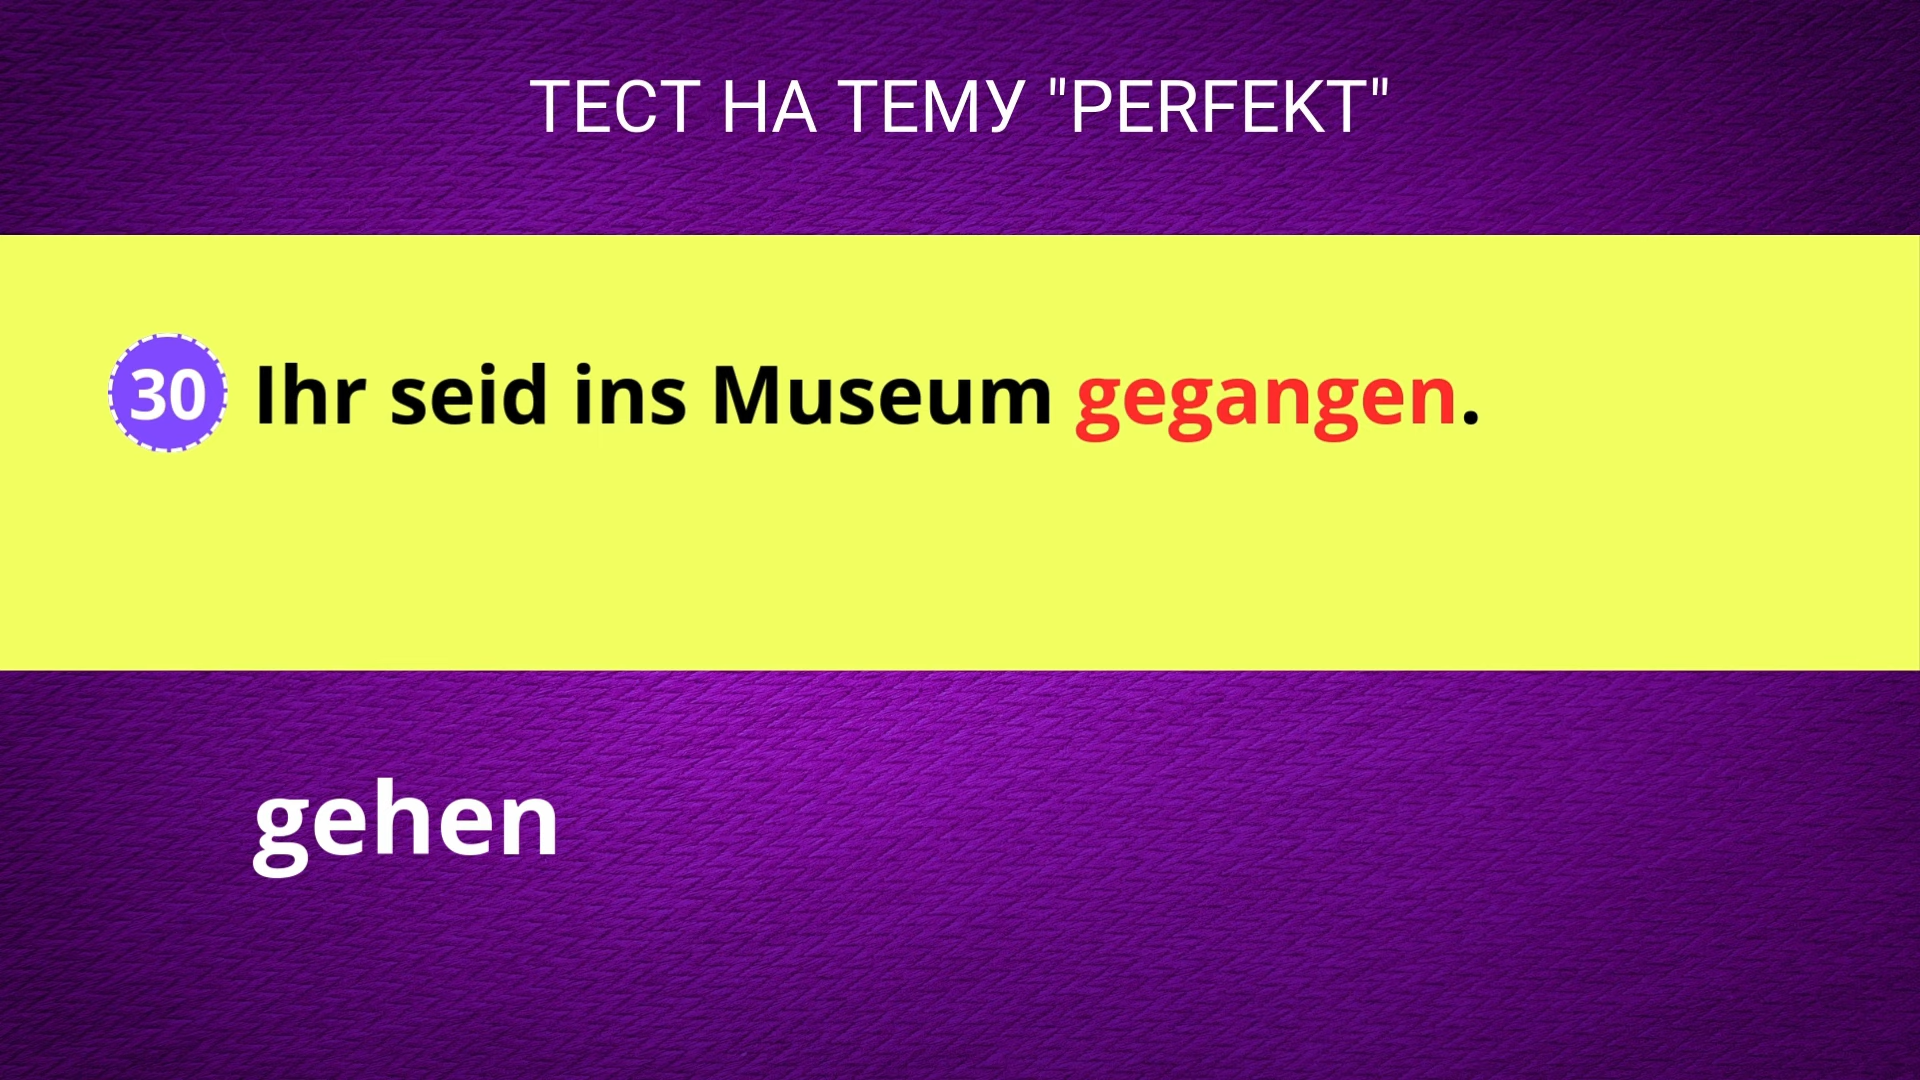 ТЕСТ НА ТЕМУ "PERFEKT"
30 Ihr seid ins Museum gegangen.
gehen